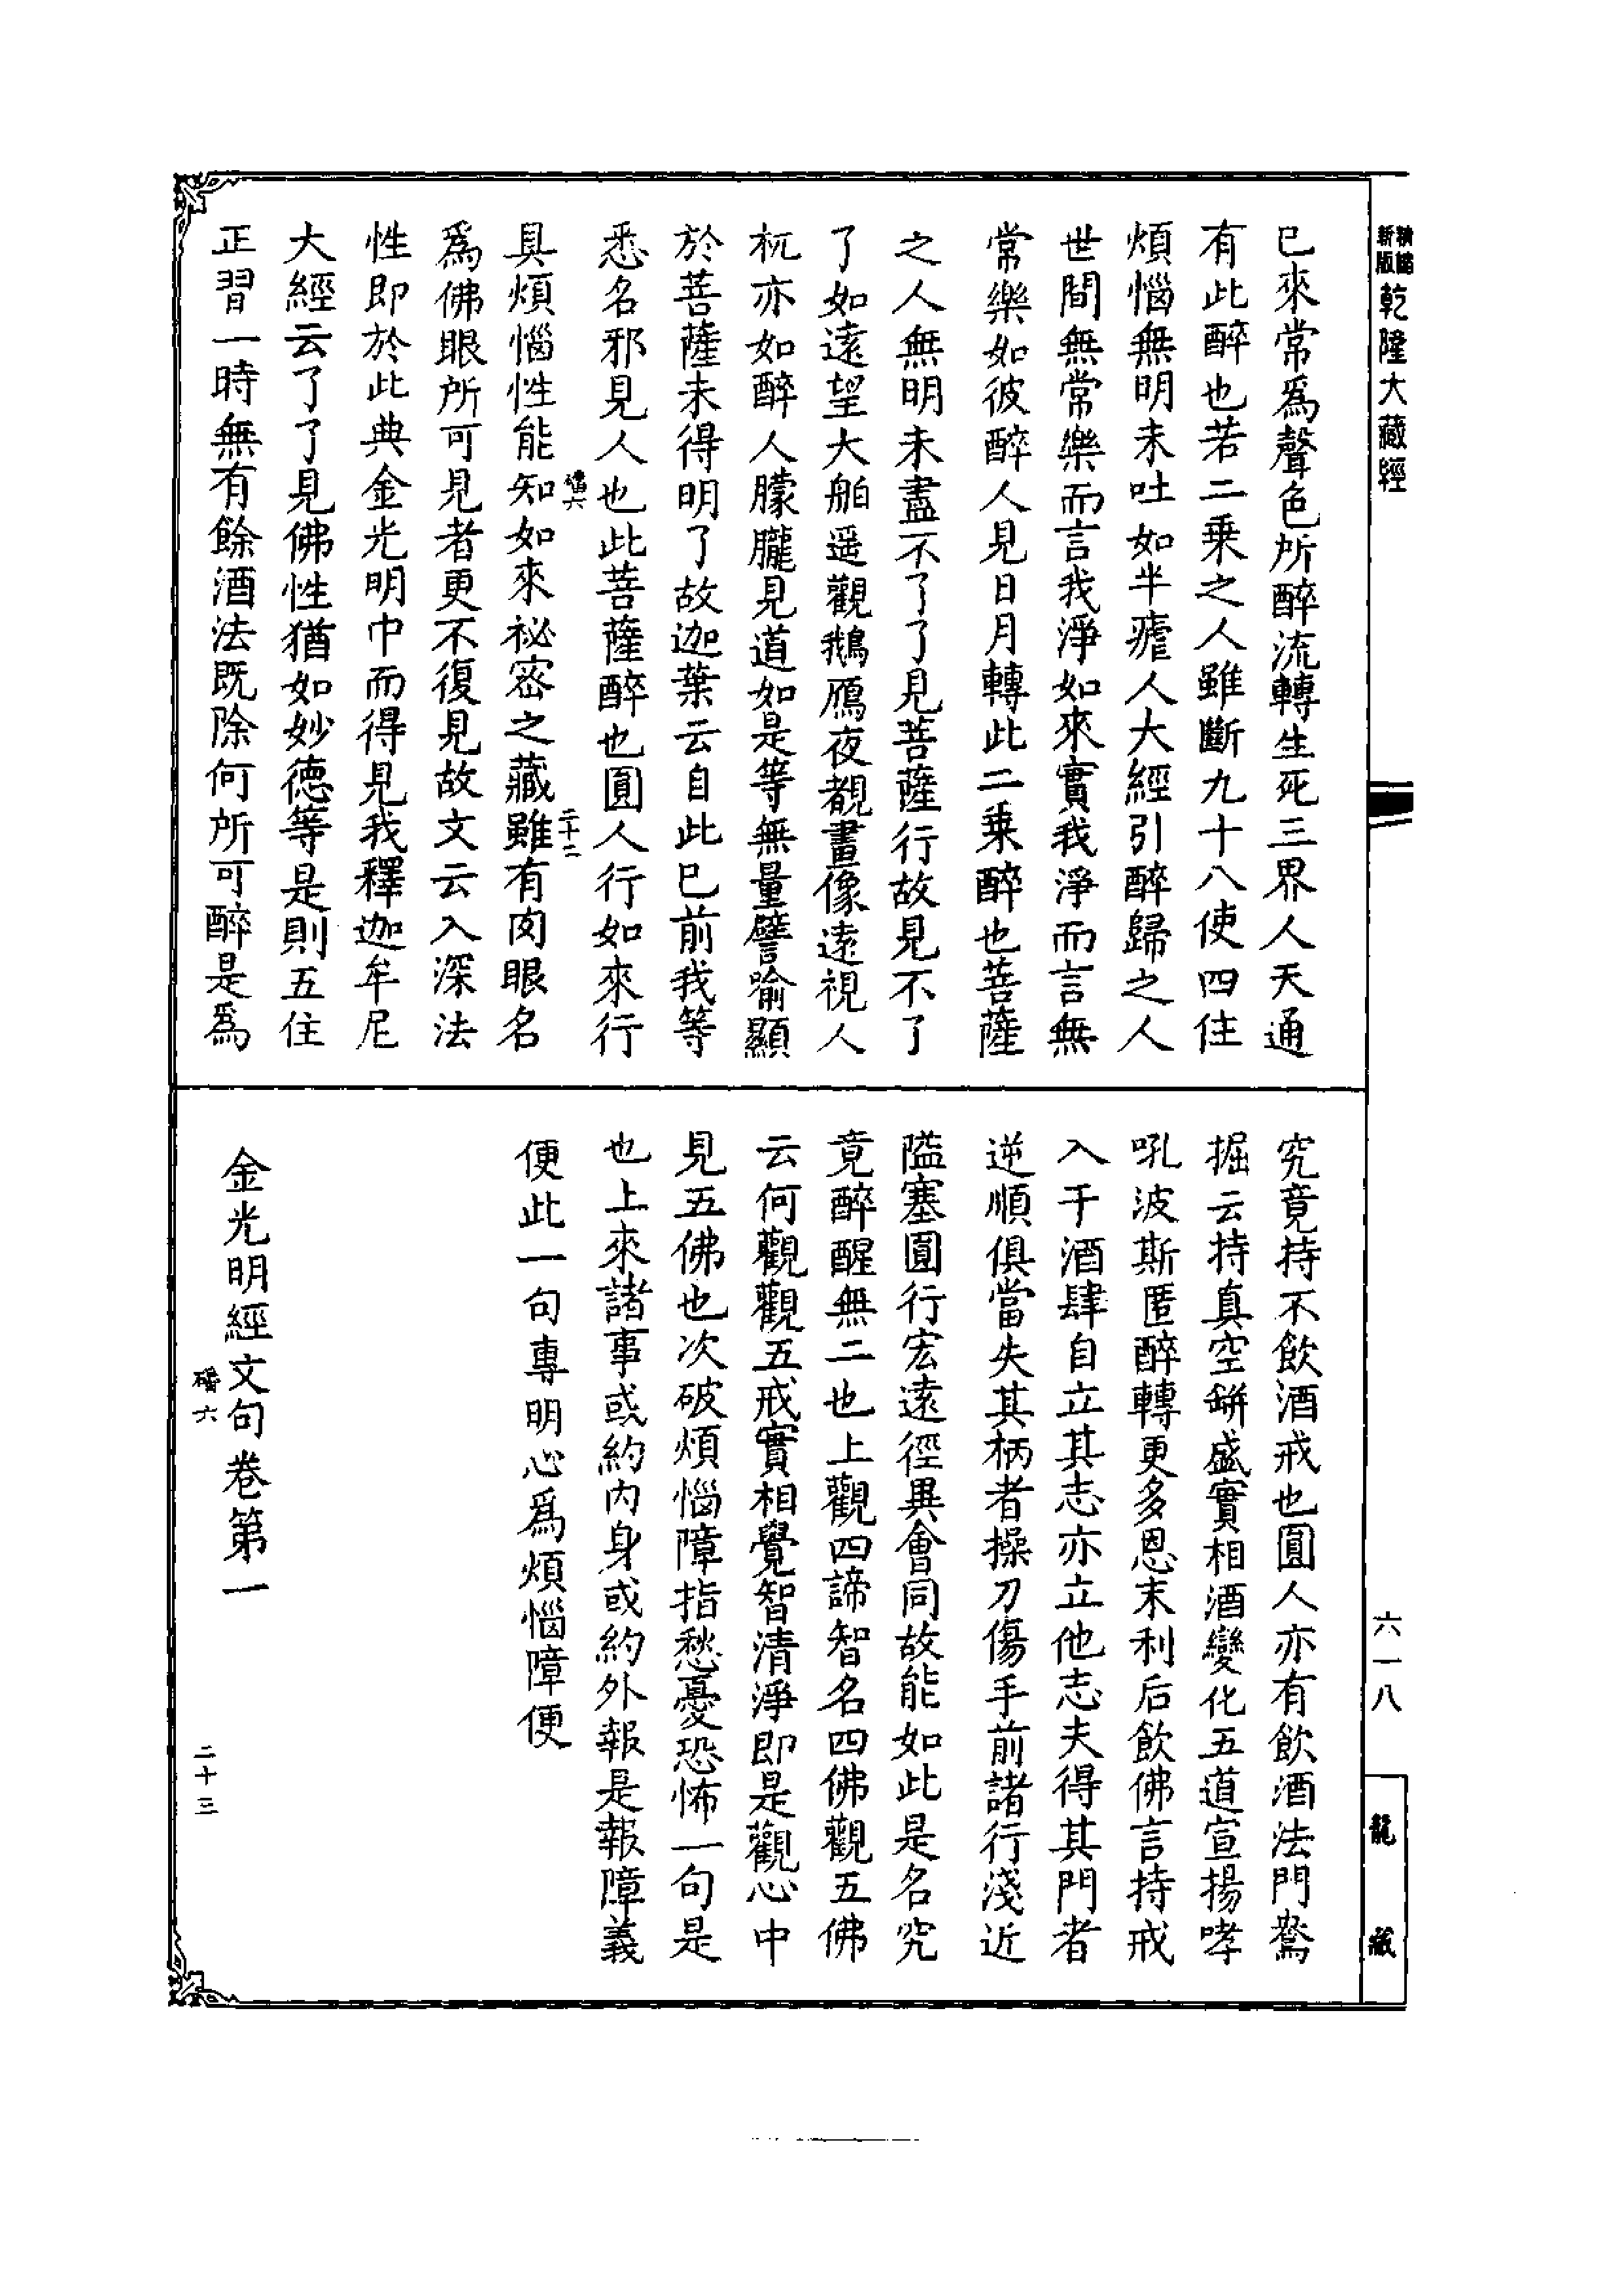 新版
精縮
乾隆大藏經
六一八
龍藏
已來常為聲色所醉流轉生死三界人天通
有此醉也若二乗之人雖斷九十八使四住
煩惱無明未吐如半瘧人大經引醉歸之人
世間無常樂而言我淨如來實我淨而言無
常樂如彼醉人見日月轉此二乗醉也菩薩
之人無明未盡不了了見菩薩行故見不了
了如遠望大舶遥觀鵝鴈夜覩畫像遠視人
杌亦如醉人朦朧見道如是等無量譬喻顯
於菩薩未得明了故迦葉云自此已前我等
悉名邪見人也此菩薩醉也圓人行如來行
具煩惱性能知如來祕密之藏雖有肉眼名
為佛眼所可見者更不復見故文云入深法
性即於此典金光明中而得見我釋迦牟尼
大經云了了見佛性猶如妙德等是則五住
正習一時無有餘酒法既除何所可醉是為
六
二十二
究竟持不飲酒戒也圓人亦有飲酒法門鴦
掘云持真空缾盛實相酒變化五道宣揚哮
吼波斯匿醉轉更多恩末利后飲佛言持戒
入于酒肆自立其志亦立他志夫得其門者
逆順俱當失其柄者操刀傷手前諸行淺近
隘塞圓行宏遠徑異會同故能如此是名究
竟醉醒無二也上觀四諦智名四佛觀五佛
云何觀觀五戒實相覺智清淨即是觀心中
見五佛也次破煩惱障指愁憂恐怖一句是
也上來諸事或約內身或約外報是報障義
便此一句專明心為煩惱障便
金光明經文句卷第一
六
二十三